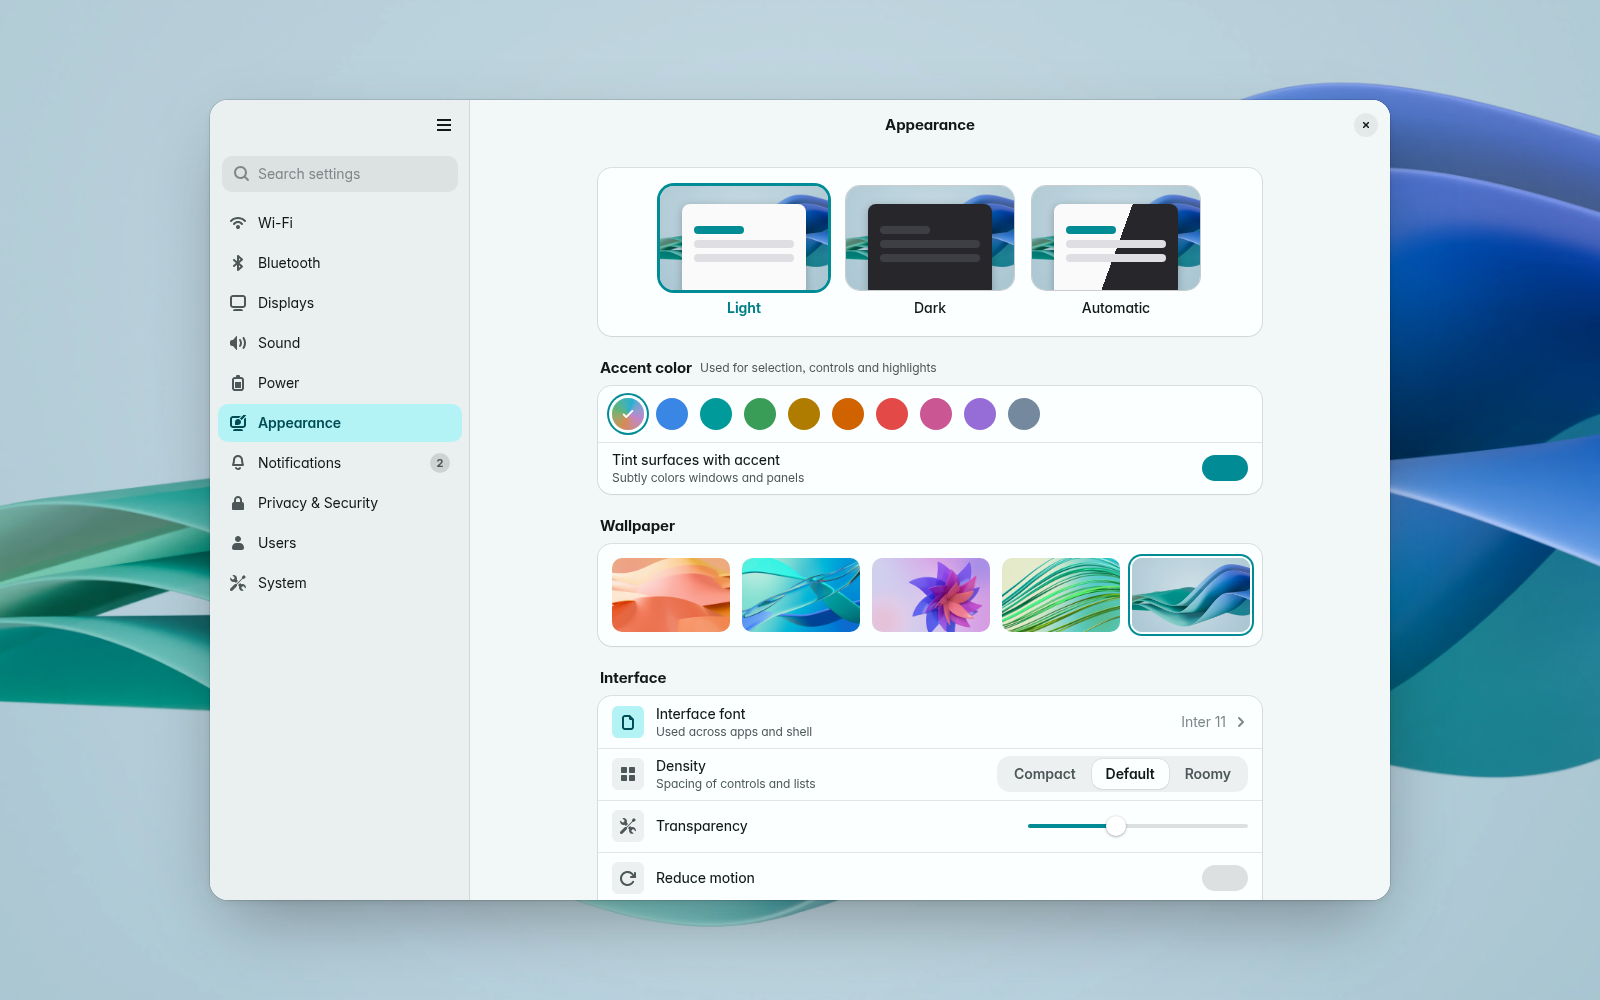 Appearance
Search settings
Wi-Fi
Bluetooth
Displays
Sound
Power
Appearance
Notifications 2
Privacy & Security
Users
System
Light Dark Automatic
Accent color Used for selection, controls and highlights
Tint surfaces with accent
Subtly colors windows and panels
Wallpaper
Interface
Interface font
Used across apps and shell
Inter 11
Density
Spacing of controls and lists
Compact Default Roomy
Transparency
Reduce motion